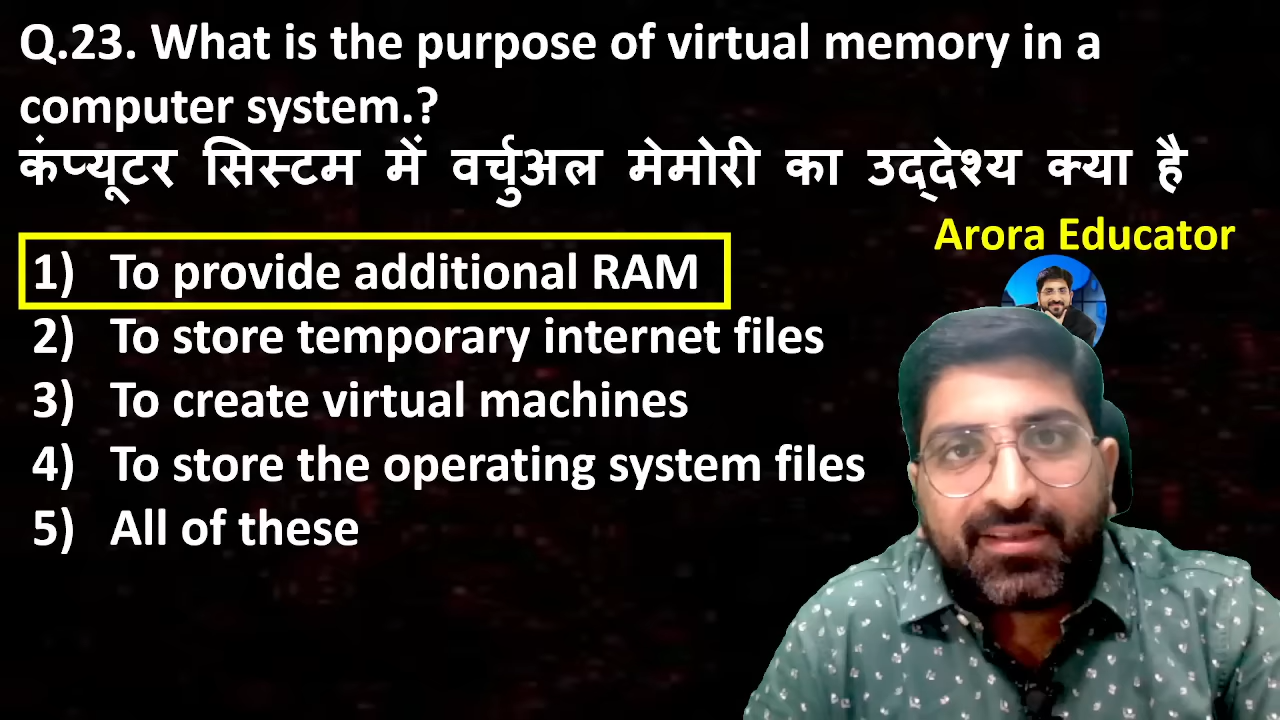 Q.23. What is the purpose of virtual memory in a
computer system.?
कंप्यूटर सिस्टम में वर्चुअल मेमोरी का उद्देश्य क्या है
Arora Educator
1) To provide additional RAM
2) To store temporary internet files
3) To create virtual machines
4) To store the operating system files
5) All of these